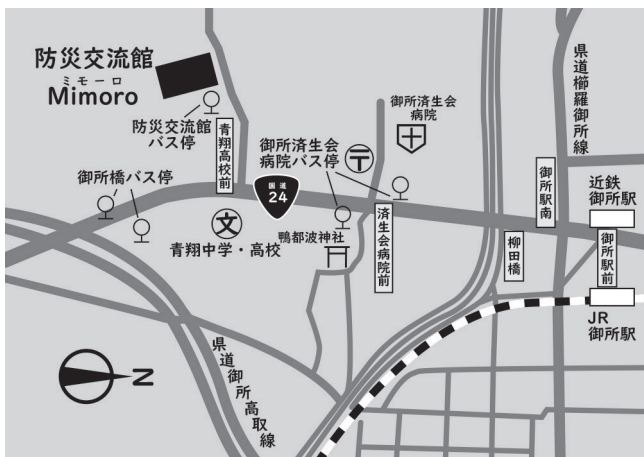 防災交流館
ミモーロ
Mimoro
防災交流館
バス停
青翔高校前
御所橋バス停
国道
24
文
青翔中学・高校
御所済生会
病院バス停
〒
御所済生会
病院
鴨都波神社
済生会病院前
柳田橋
県道櫛羅御所線
御所駅南
近鉄
御所駅
御所駅前
JR
御所駅
県道御所高取線
N